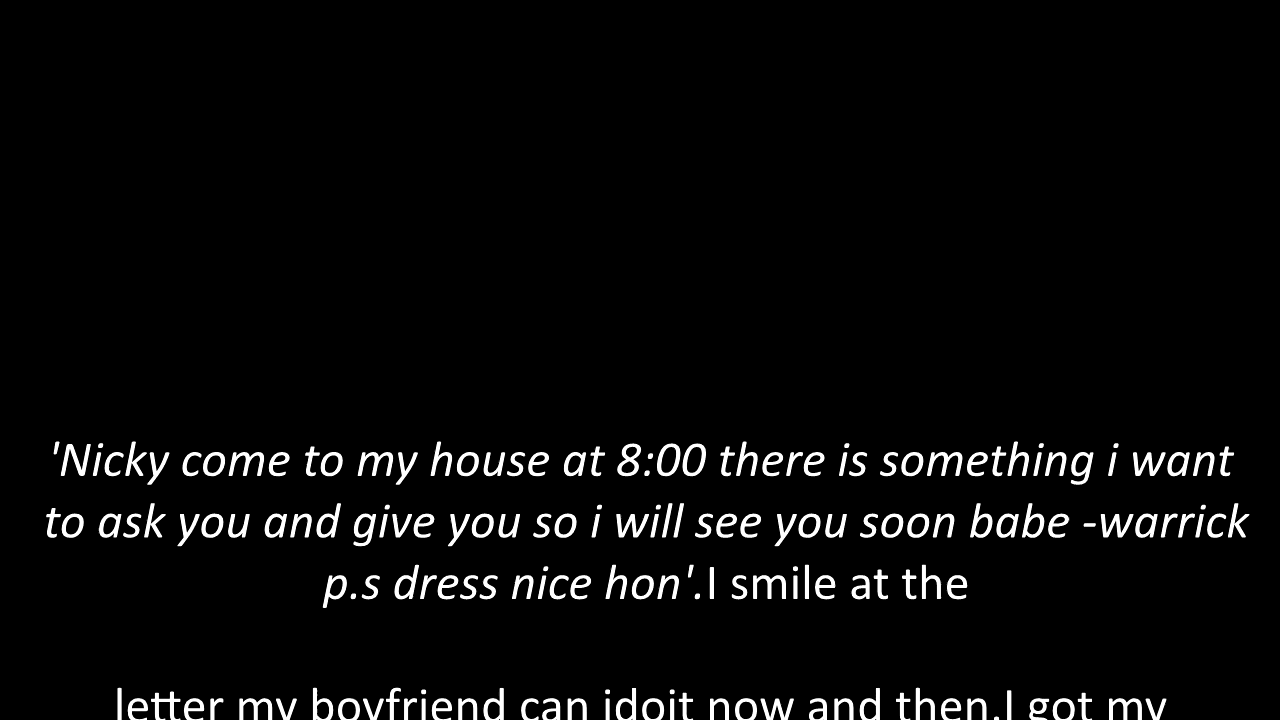 'Nicky come to my house at 8:00 there is something i want
to ask you and give you so i will see you soon babe -warrick
p.s dress nice hon'.I smile at the
letter my boyfriend can idoit now and then.I got my